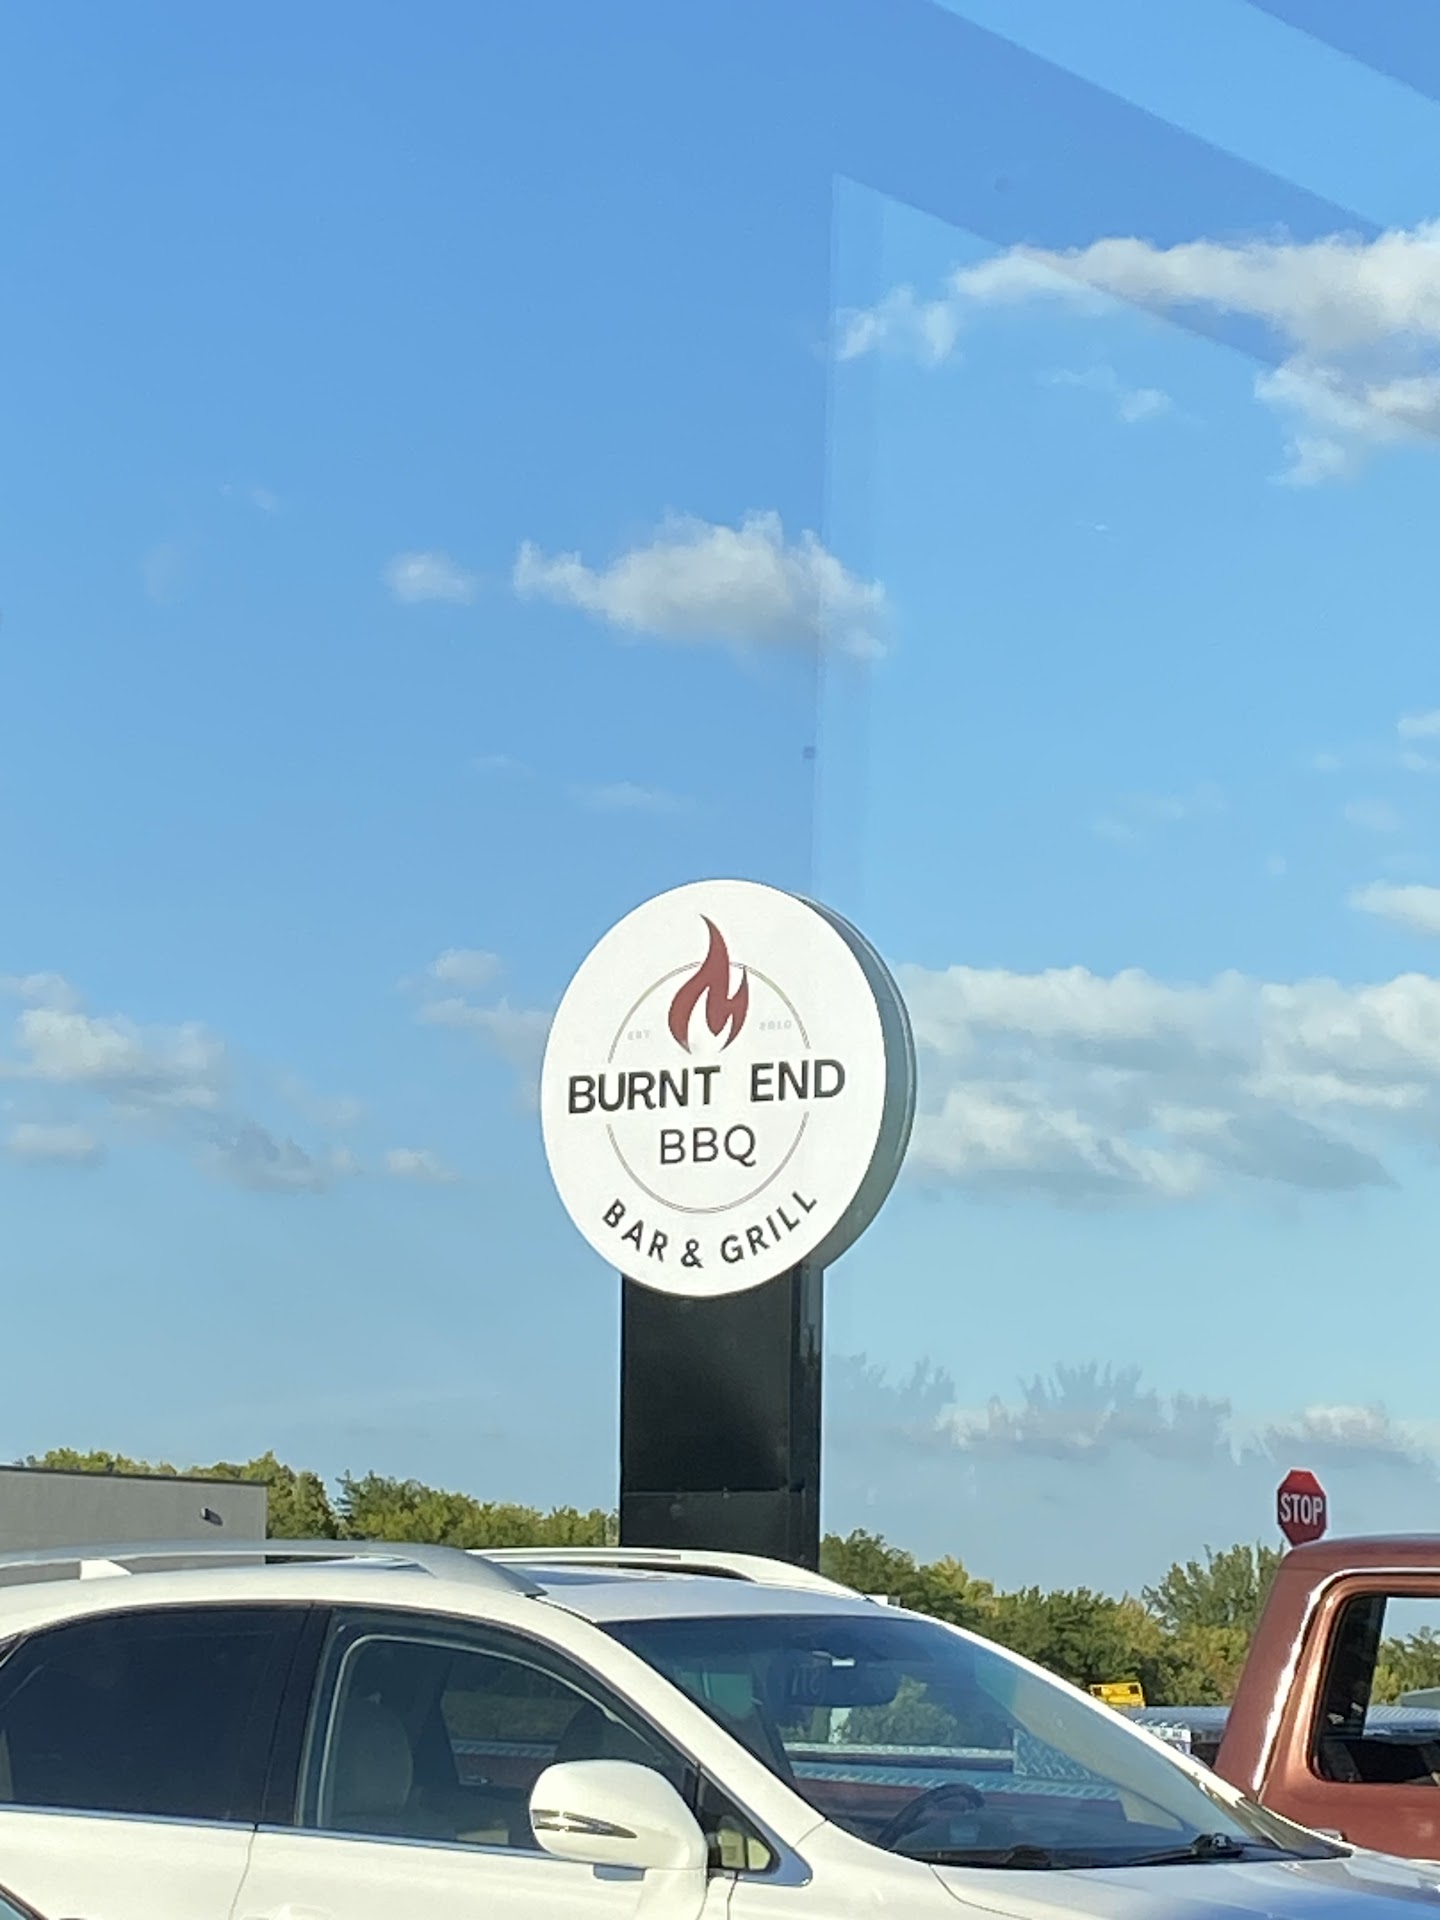 EST 2010
BURNT END
BBQ
BAR & GRILL
STOP